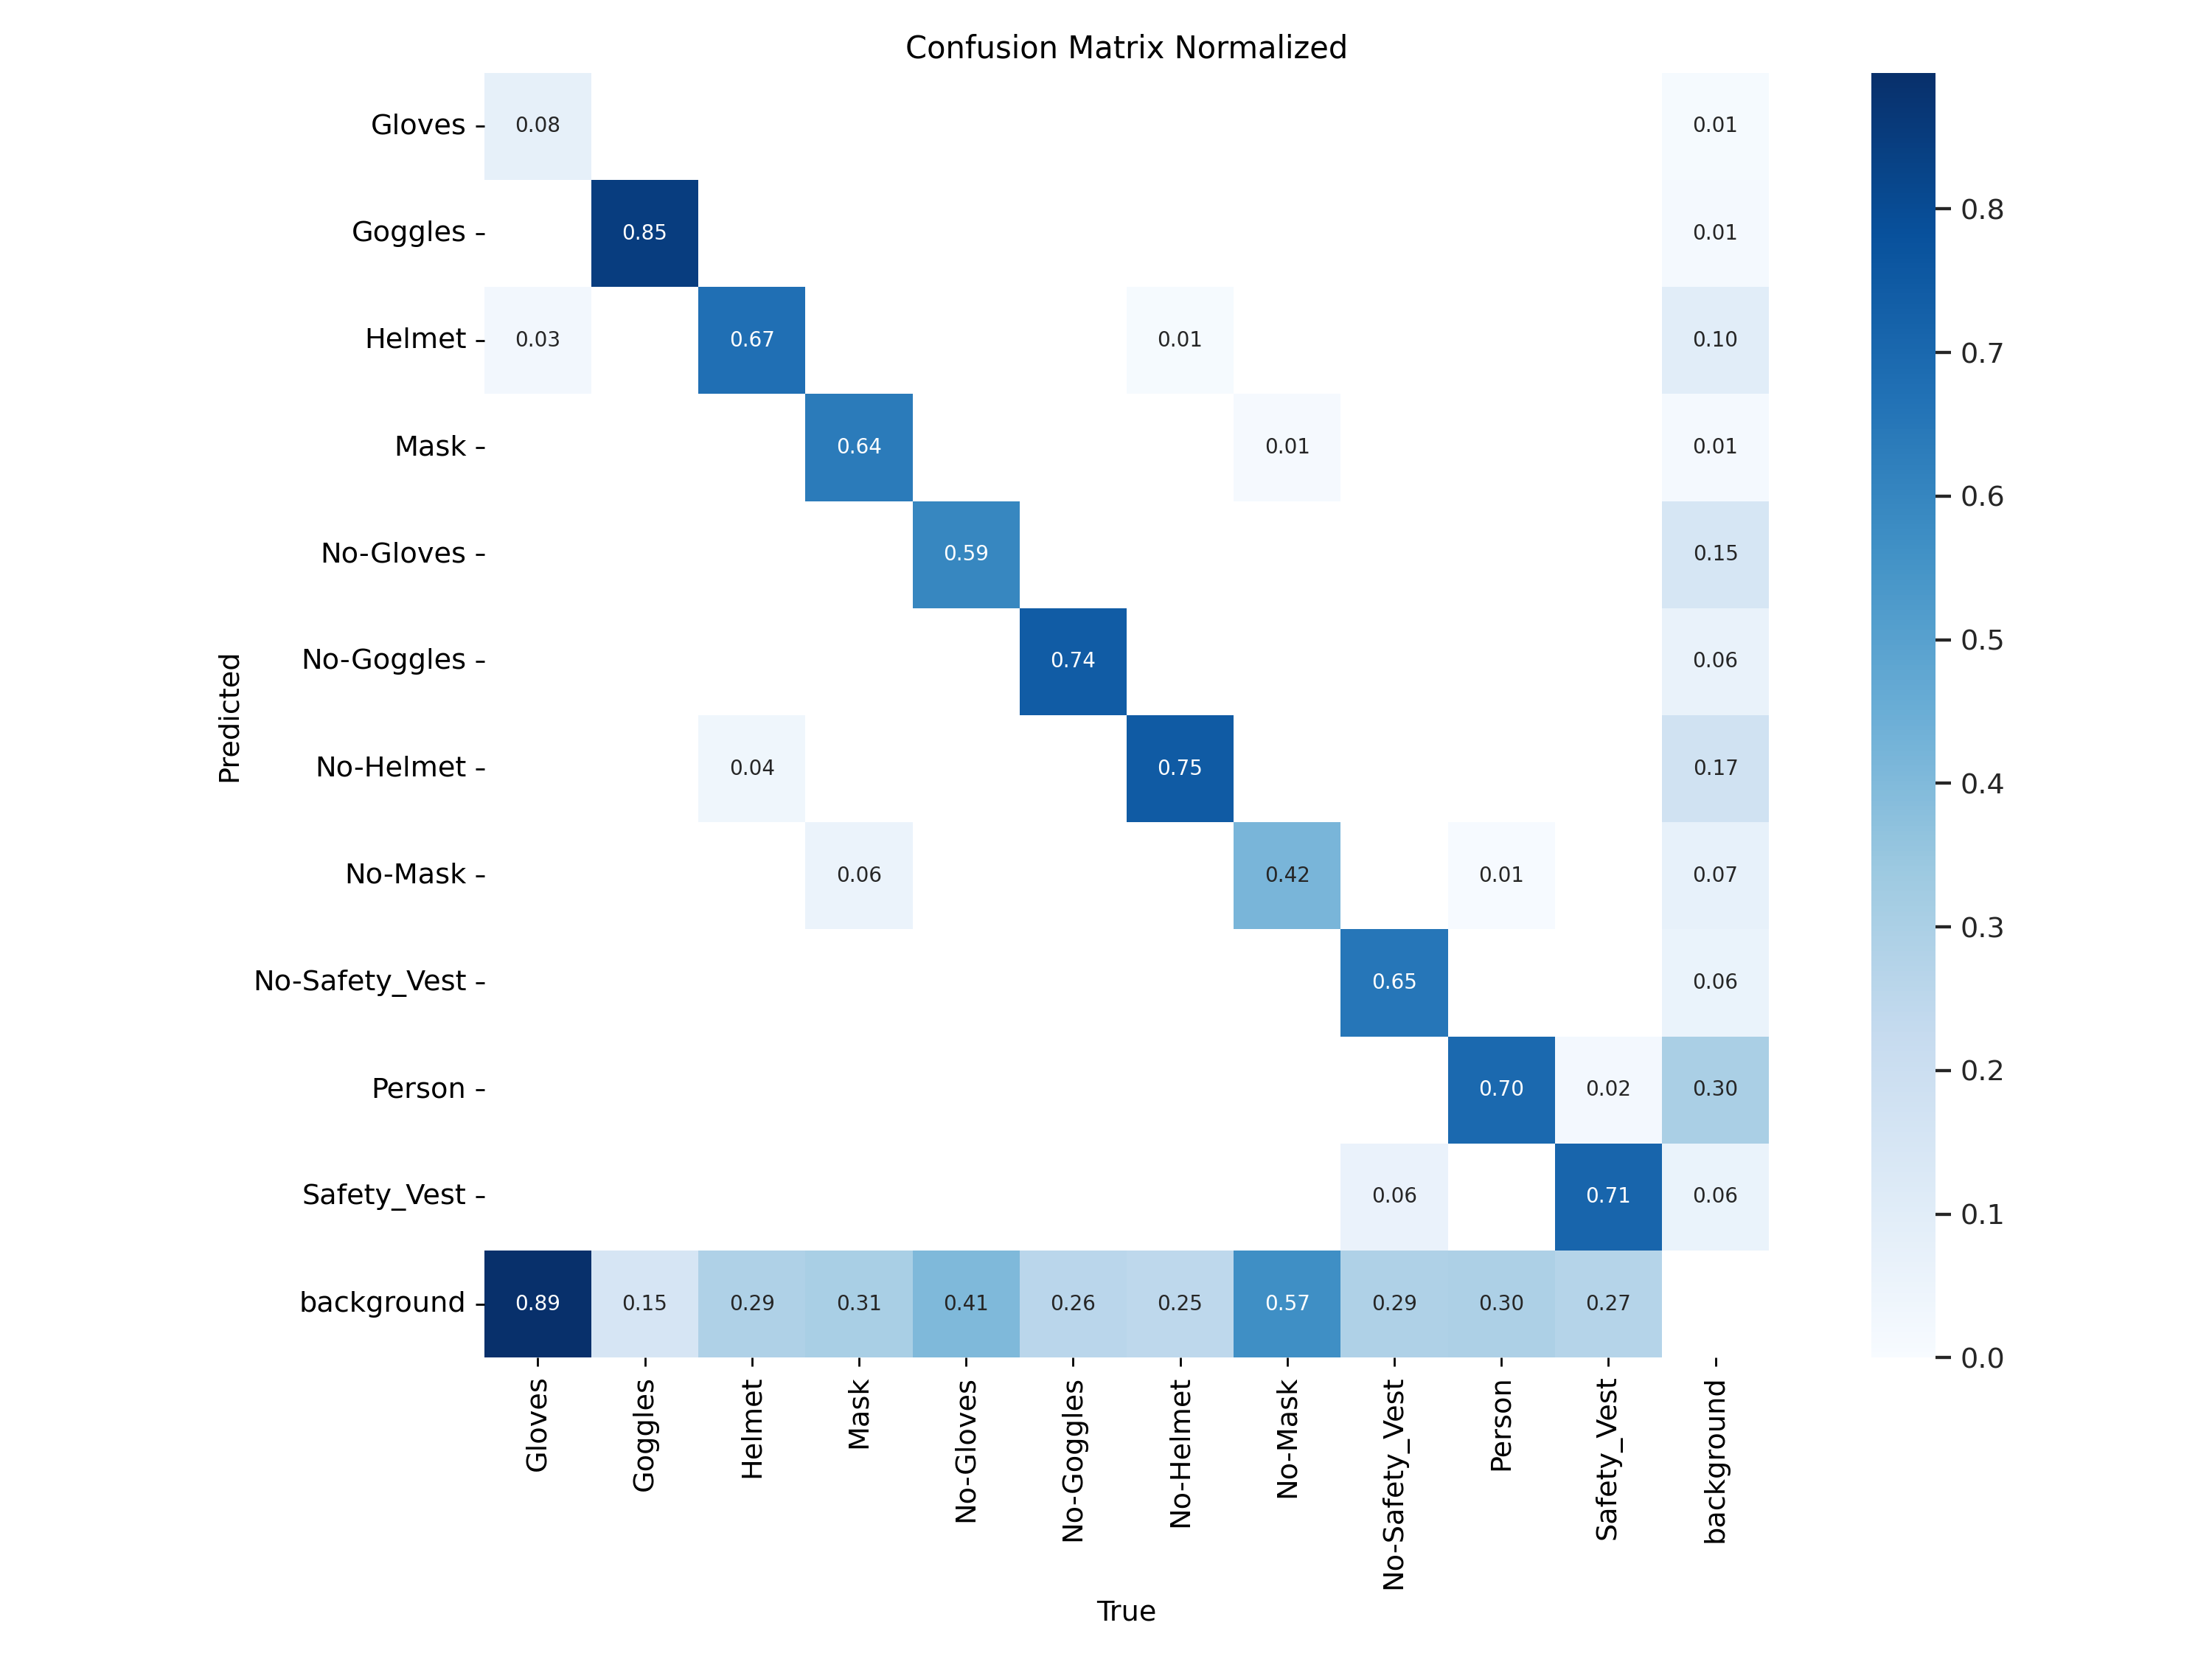 Confusion Matrix Normalized
Gloves 0.08 0.01
Goggles 0.85 0.01 0.8
Helmet 0.03 0.67 0.01 0.10 0.7
Mask 0.64 0.01 0.01 0.6
No-Gloves 0.59 0.15
No-Goggles 0.74 0.06 0.5
Predicted
No-Helmet 0.04 0.75 0.17 0.4
No-Mask 0.06 0.42 0.01 0.07 0.3
No-Safety_Vest 0.65 0.06
Person 0.70 0.02 0.30 0.2
Safety_Vest 0.06 0.71 0.06 0.1
background 0.89 0.15 0.29 0.31 0.41 0.26 0.25 0.57 0.29 0.30 0.27 0.0
Gloves
Goggles
Helmet
Mask
No-Gloves
No-Goggles
No-Helmet
No-Mask
No-Safety_Vest
Person
Safety_Vest
background
True